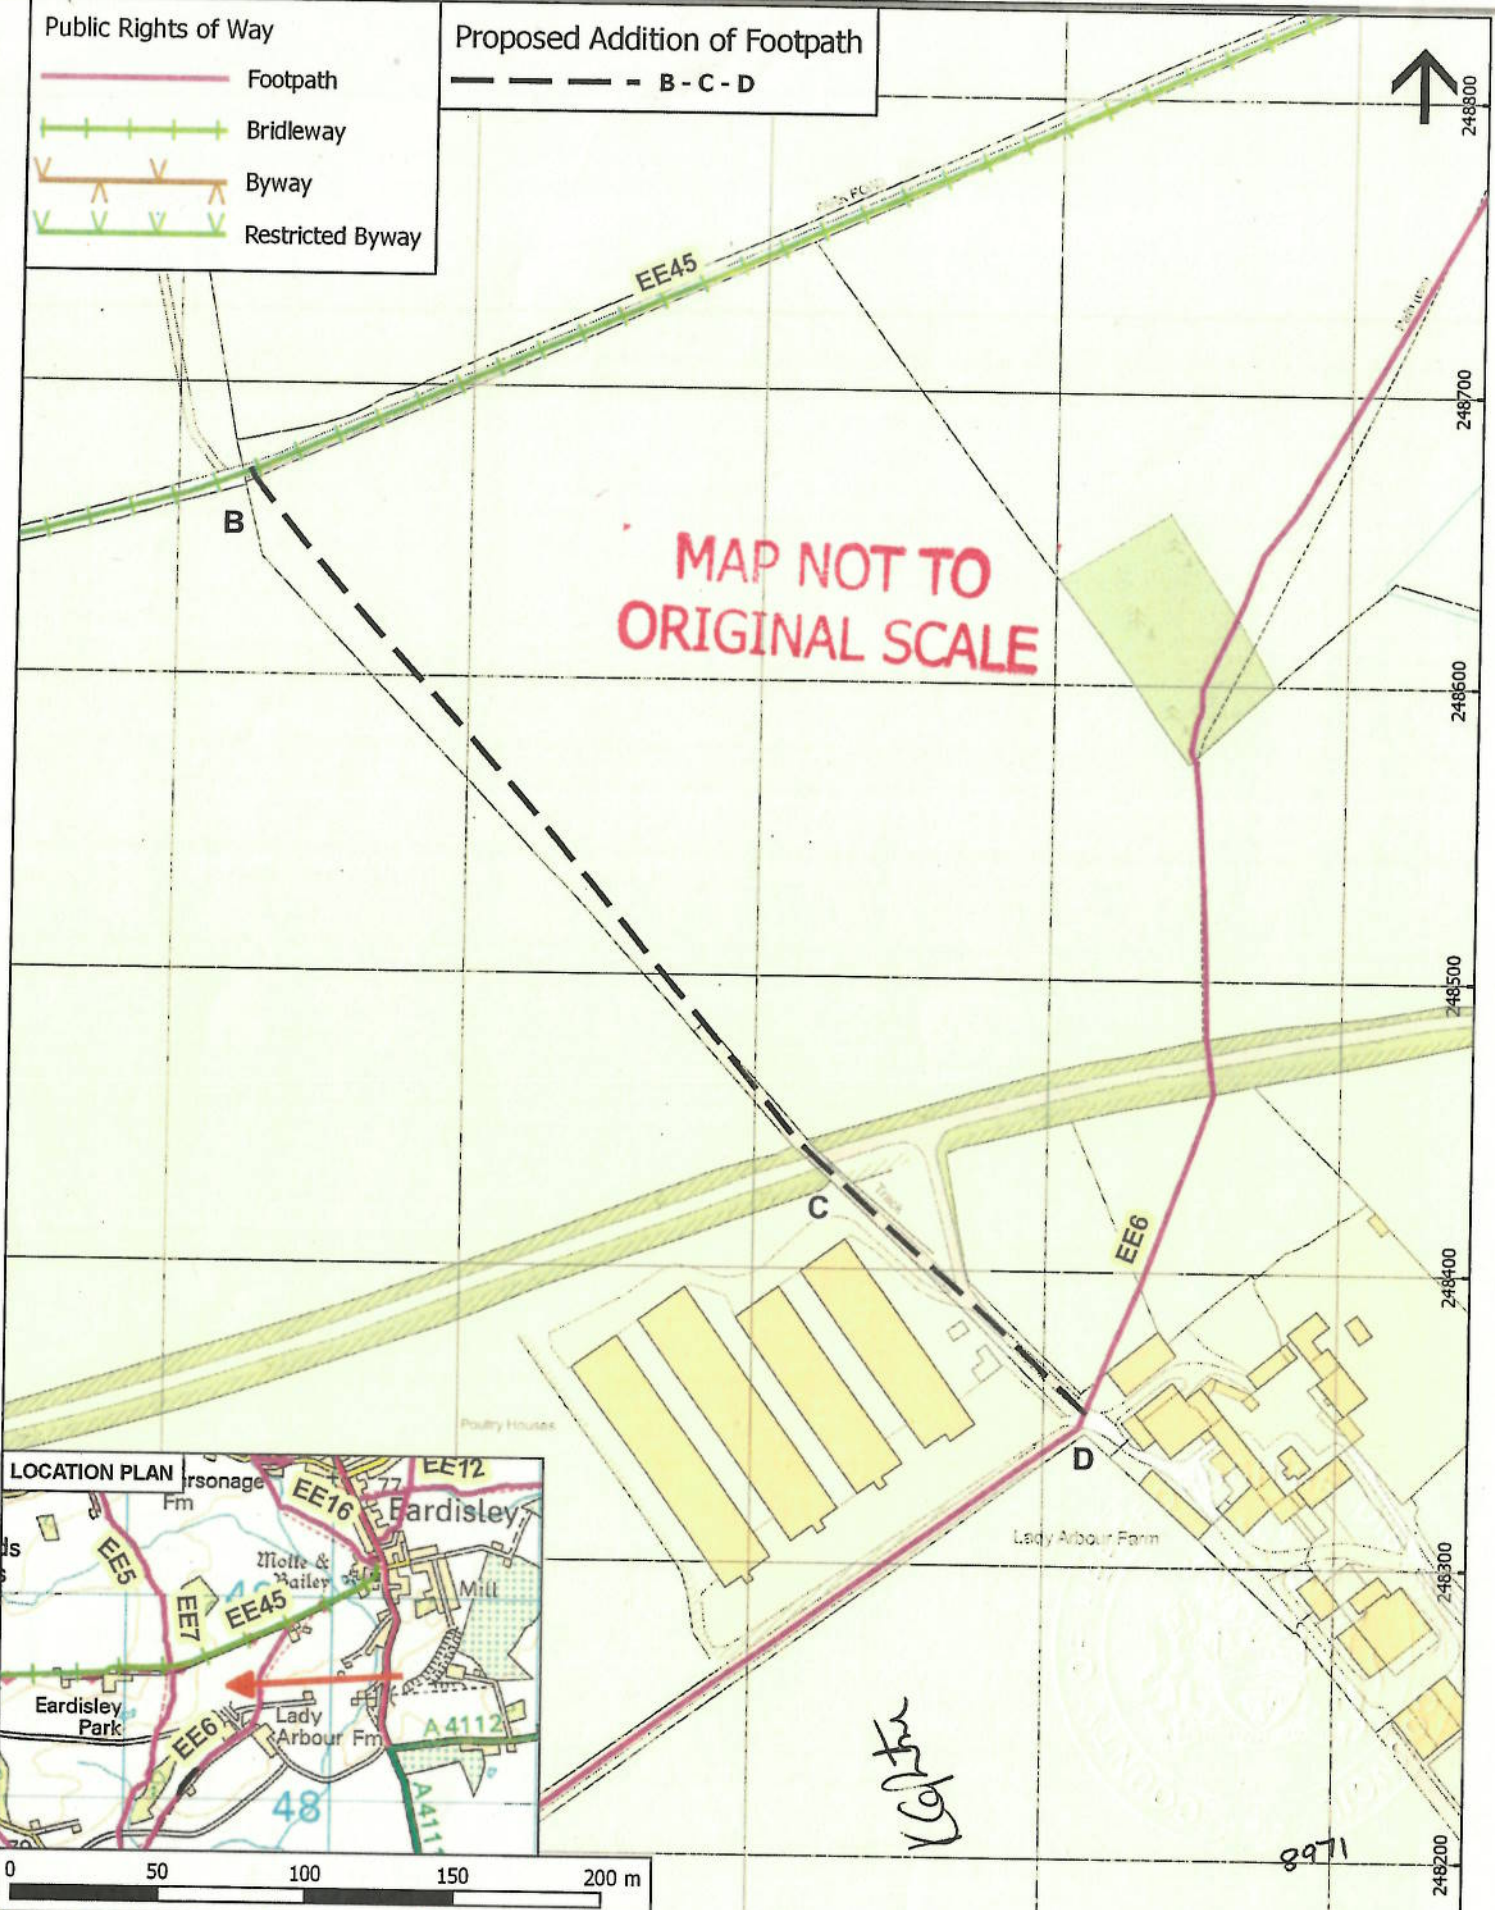 Public Rights of Way
Footpath
Bridleway
Byway
Restricted Byway
Proposed Addition of Footpath
B - C - D
248800
EE45
248700
B
MAP NOT TO
ORIGINAL SCALE
248600
248500
C
Track
EE6
248400
Poultry Houses
D
Lady Arbour Farm
248300
8971
248200
LOCATION PLAN
Fm
EE16
77
EE12
Eardisley
EE5
Motte &
Bailey
Mill
EE7
EE45
Eardisley
Park
EE6
Lady
Arbour Fm
A 4112
48
0 50 100 150 200 m